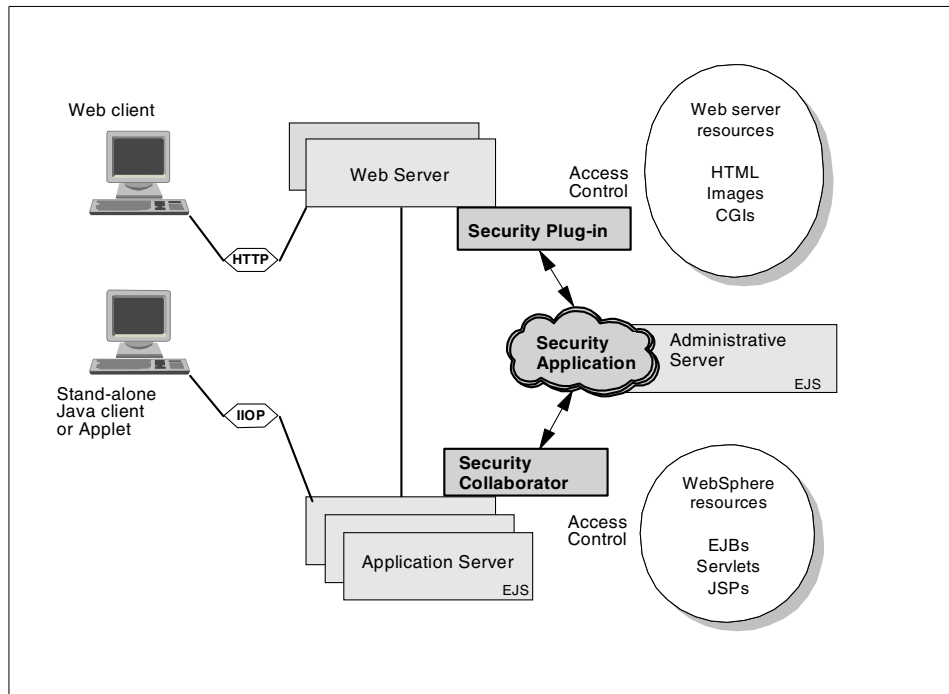 Web client
Web Server
HTTP
Access
Control
Security Plug-in
Web server
resources
HTML
Images
CGIs
Security
Application
Administrative
Server
EJS
Stand-alone
Java client
or Applet
IIOP
Security
Collaborator
Access
Control
Application Server
EJS
WebSphere
resources
EJBs
Servlets
JSPs